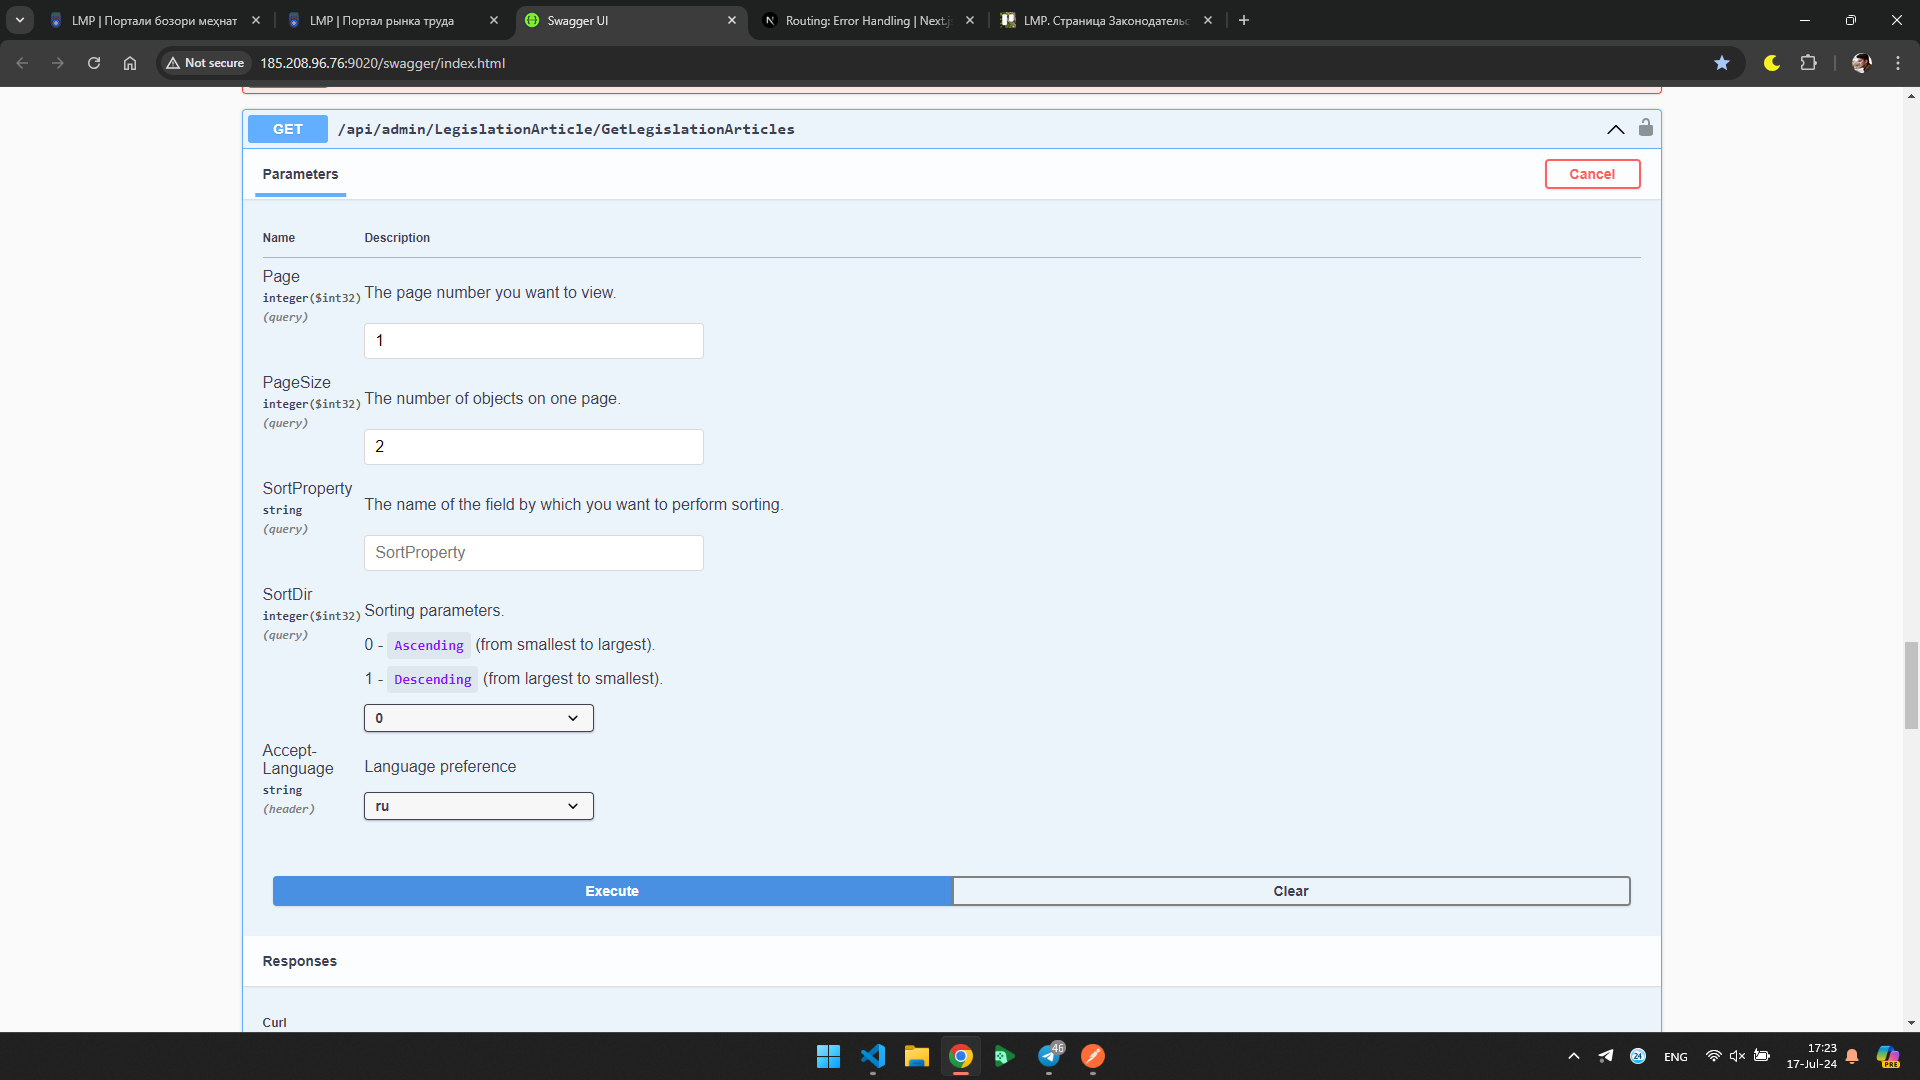 LMP | Портали бозори меҳнат
LMP | Портал рынка труда
Swagger UI
Routing: Error Handling | Next.js
LMP. Страница Законодательс
Not secure
185.208.96.76:9020/swagger/index.html
GET /api/admin/LegislationArticle/GetLegislationArticles
Parameters
Cancel
Name Description
Page
integer($int32)
(query)
The page number you want to view.
1
PageSize
integer($int32)
(query)
The number of objects on one page.
2
SortProperty
string
(query)
The name of the field by which you want to perform sorting.
SortProperty
SortDir
integer($int32)
(query)
Sorting parameters.
0 - Ascending (from smallest to largest).
1 - Descending (from largest to smallest).
0
Accept-
Language
string
(header)
Language preference
ru
Execute
Clear
Responses
Curl
46
24
ENG
17:23
17-Jul-24
PRE